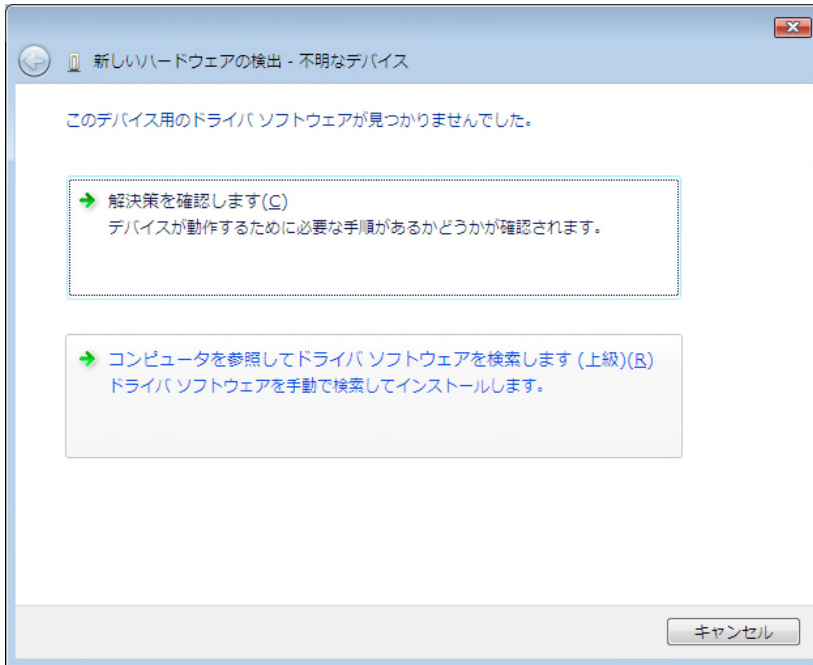 新しいハードウェアの検出 - 不明なデバイス
このデバイス用のドライバ ソフトウェアが見つかりませんでした。
解決策を確認します(C)
デバイスが動作するために必要な手順があるかどうかが確認されます。
コンピュータを参照してドライバ ソフトウェアを検索します (上級)(R)
ドライバ ソフトウェアを手動で検索してインストールします。
キャンセル